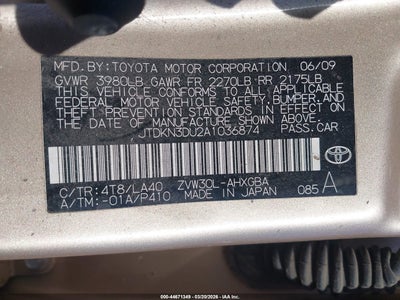 MFD. BY: TOYOTA MOTOR CORPORATION 06/09
GVWR 3980LB GAWR FR 2270LB RR 2175LB
THIS VEHICLE CONFORMS TO ALL APPLICABLE
FEDERAL MOTOR VEHICLE SAFETY, BUMPER, AND
THEFT PREVENTION STANDARDS IN EFFECT ON
THE DATE OF MANUFACTURE SHOWN ABOVE.
JTDKN3DU2A1036874 PASS. CAR
C/TR: 4T8/LA40 ZVW30L-AHXGBA
A/TM: -01A/P410 MADE IN JAPAN 085 A
TOYOTA
000-44671349 - 03/20/2026 - IAAI.COM